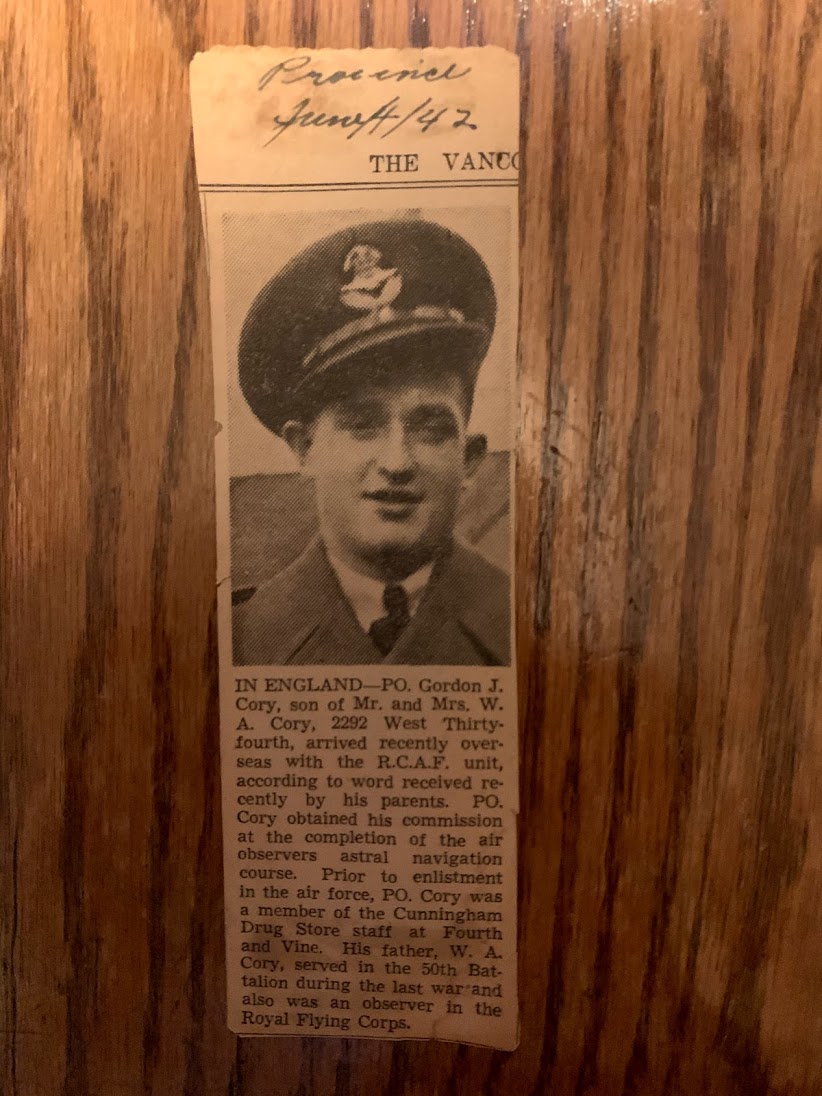 Province
June 4/42
THE VANCO
IN ENGLAND—PO. Gordon J.
Cory, son of Mr. and Mrs. W.
A. Cory, 2292 West Thirty-
fourth, arrived recently over-
seas with the R.C.A.F. unit,
according to word received re-
cently by his parents. PO.
Cory obtained his commission
at the completion of the air
observers astral navigation
course. Prior to enlistment
in the air force, PO. Cory was
a member of the Cunningham
Drug Store staff at Fourth
and Vine. His father, W. A.
Cory, served in the 50th Bat-
talion during the last war and
also was an observer in the
Royal Flying Corps.